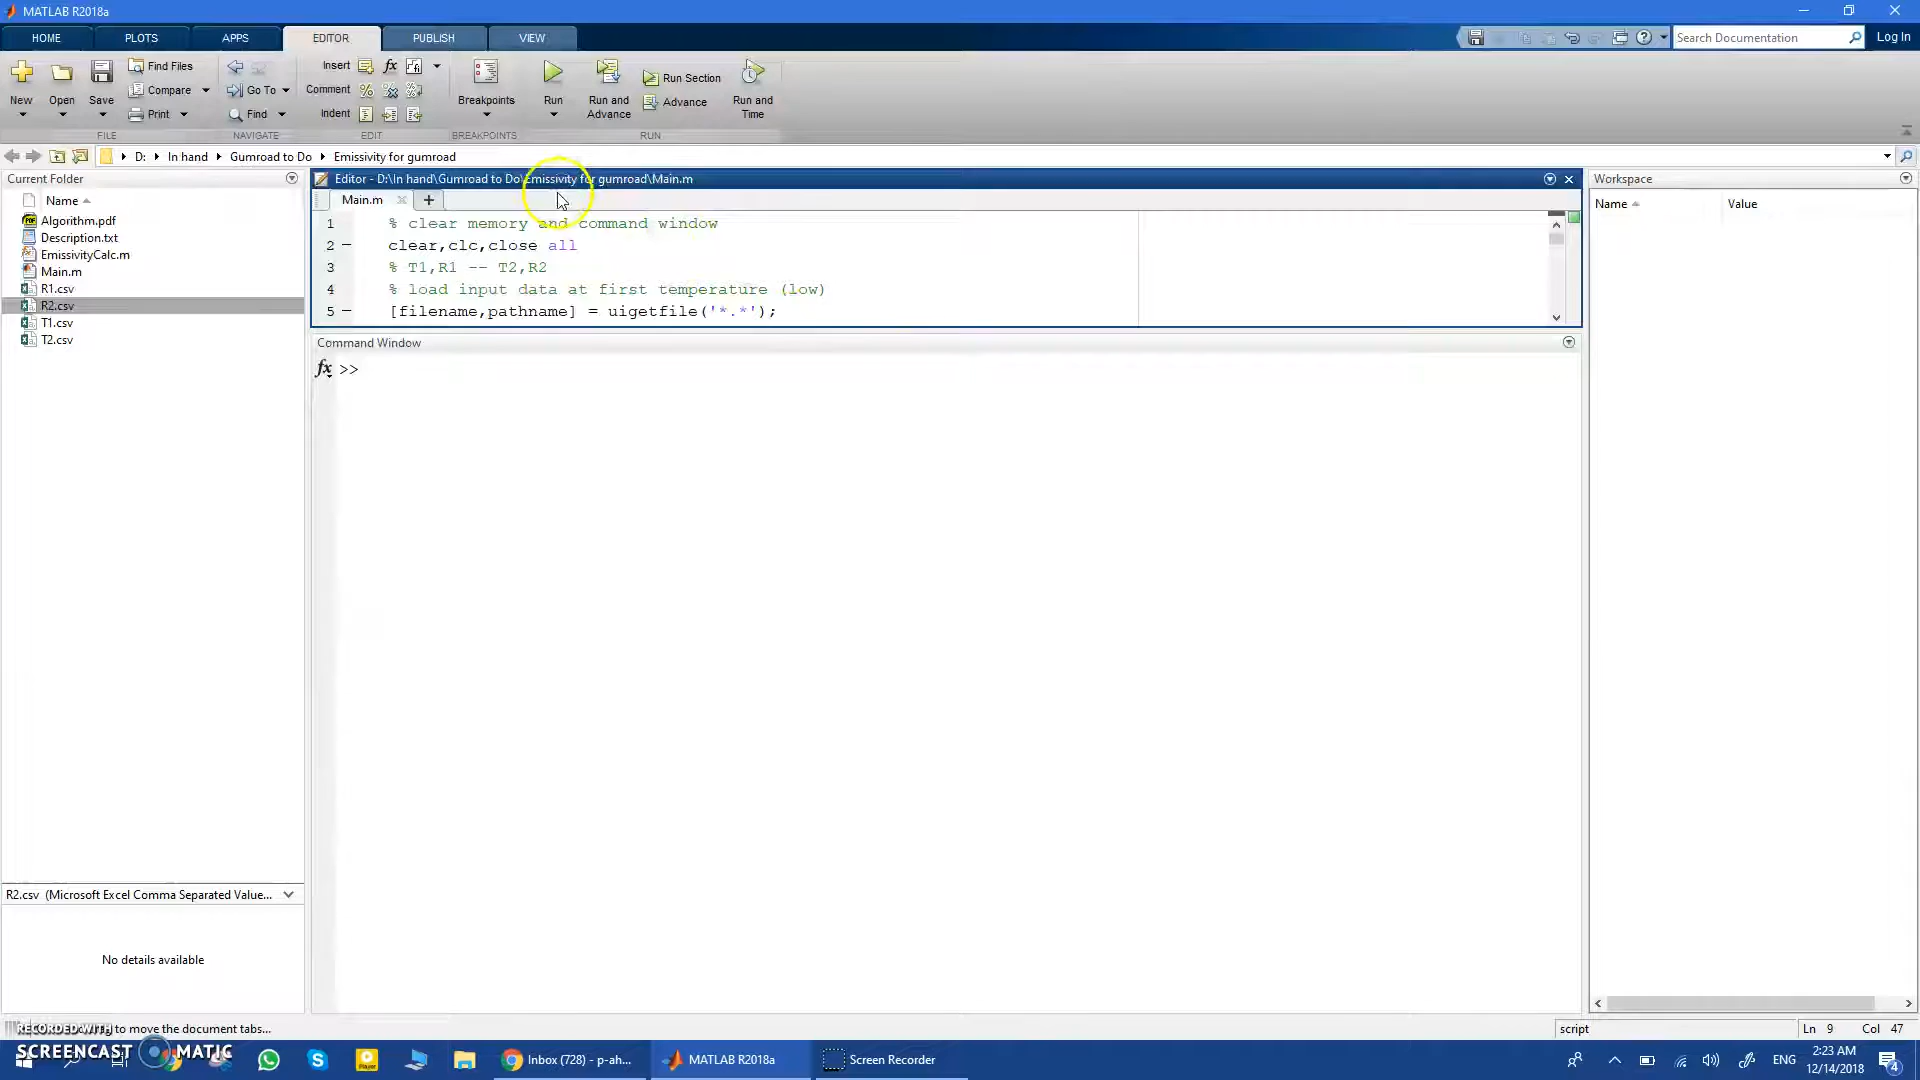 MATLAB R2018a
HOME PLOTS APPS EDITOR PUBLISH VIEW
Search Documentation
Log In
New
Open
Save
Find Files
Compare
Print
FILE
Go To
Find
NAVIGATE
Insert
fx
Comment
Indent
EDIT
Breakpoints
BREAKPOINTS
Run
Run and Advance
Run Section
Advance
Run and Time
RUN
D: In hand Gumroad to Do Emissivity for gumroad
Current Folder
Name
Algorithm.pdf
Description.txt
EmissivityCalc.m
Main.m
R1.csv
R2.csv
T1.csv
T2.csv
R2.csv (Microsoft Excel Comma Separated Value...
No details available
Editor - D:\In hand\Gumroad to Do\Emissivity for gumroad\Main.m
Main.m
1 % clear memory and command window
2 clear,clc,close all
3 % T1,R1 -- T2,R2
4 % load input data at first temperature (low)
5 [filename,pathname] = uigetfile('*.*');
Command Window
fx >>
Workspace
Name Value
to move the document tabs...
script
Ln 9 Col 47
RECORDED WITH
SCREENCAST MATIC
Inbox (728) - p-ah...
MATLAB R2018a
Screen Recorder
ENG
2:23 AM
12/14/2018
4